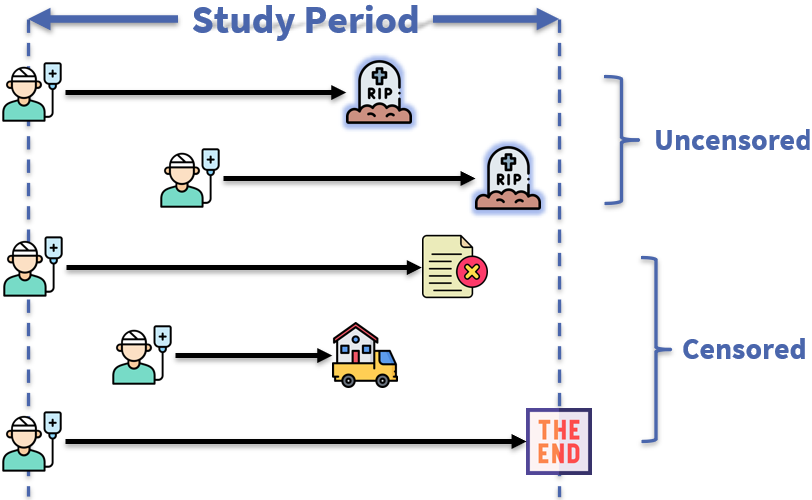 Study Period
RIP
Uncensored
RIP
Censored
THE
END